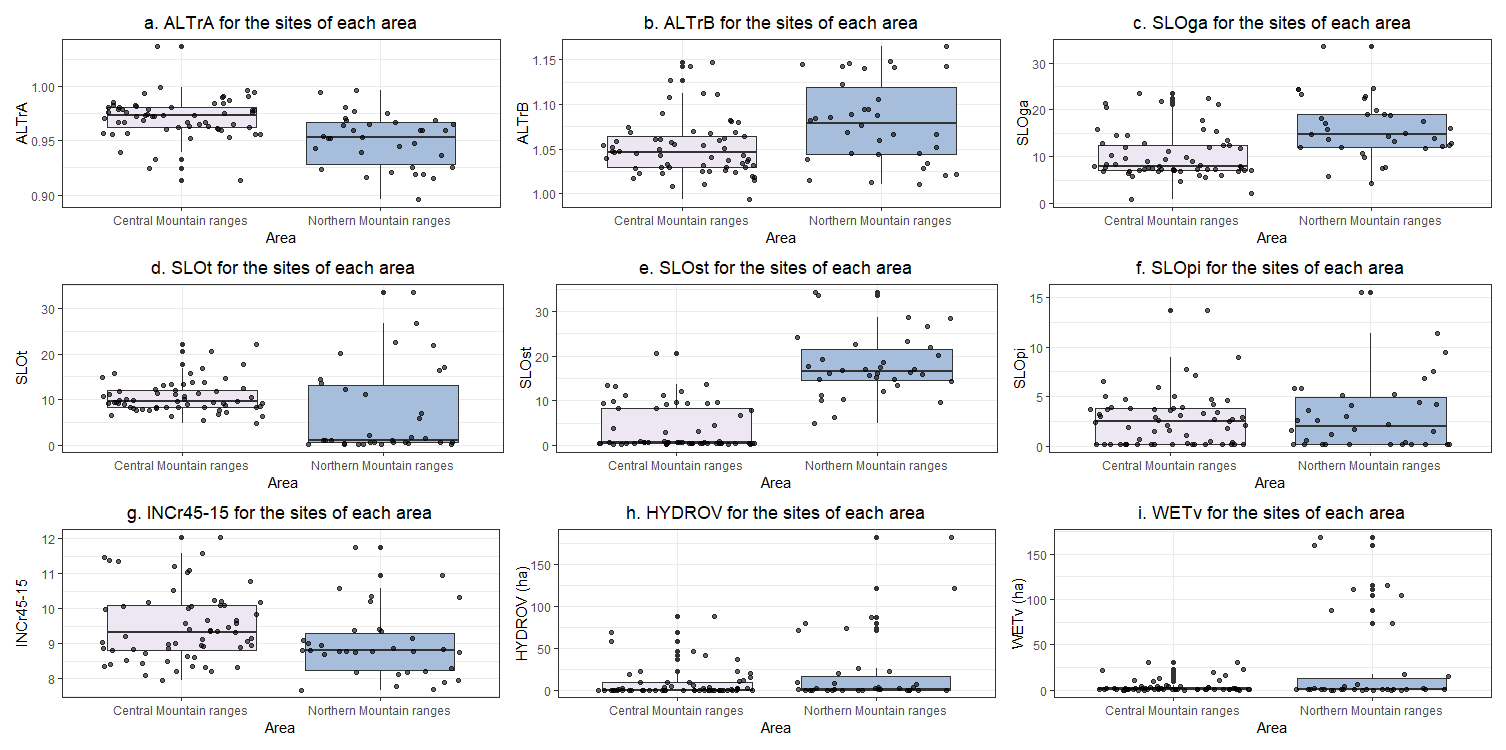 a. ALTrA for the sites of each area
ALTrA
1.00
0.95
0.90
Central Mountain ranges
Northern Mountain ranges
Area
b. ALTrB for the sites of each area
ALTrB
1.15
1.10
1.05
1.00
Central Mountain ranges
Northern Mountain ranges
Area
c. SLOga for the sites of each area
SLOga
30
20
10
0
Central Mountain ranges
Northern Mountain ranges
Area
d. SLOt for the sites of each area
SLOt
30
20
10
0
Central Mountain ranges
Northern Mountain ranges
Area
e. SLOst for the sites of each area
SLOst
30
20
10
0
Central Mountain ranges
Northern Mountain ranges
Area
f. SLOpi for the sites of each area
SLOpi
15
10
5
0
Central Mountain ranges
Northern Mountain ranges
Area
g. INCr45-15 for the sites of each area
INCr45-15
12
11
10
9
8
Central Mountain ranges
Northern Mountain ranges
Area
h. HYDROV for the sites of each area
HYDROV (ha)
150
100
50
0
Central Mountain ranges
Northern Mountain ranges
Area
i. WETv for the sites of each area
WETv (ha)
150
100
50
0
Central Mountain ranges
Northern Mountain ranges
Area